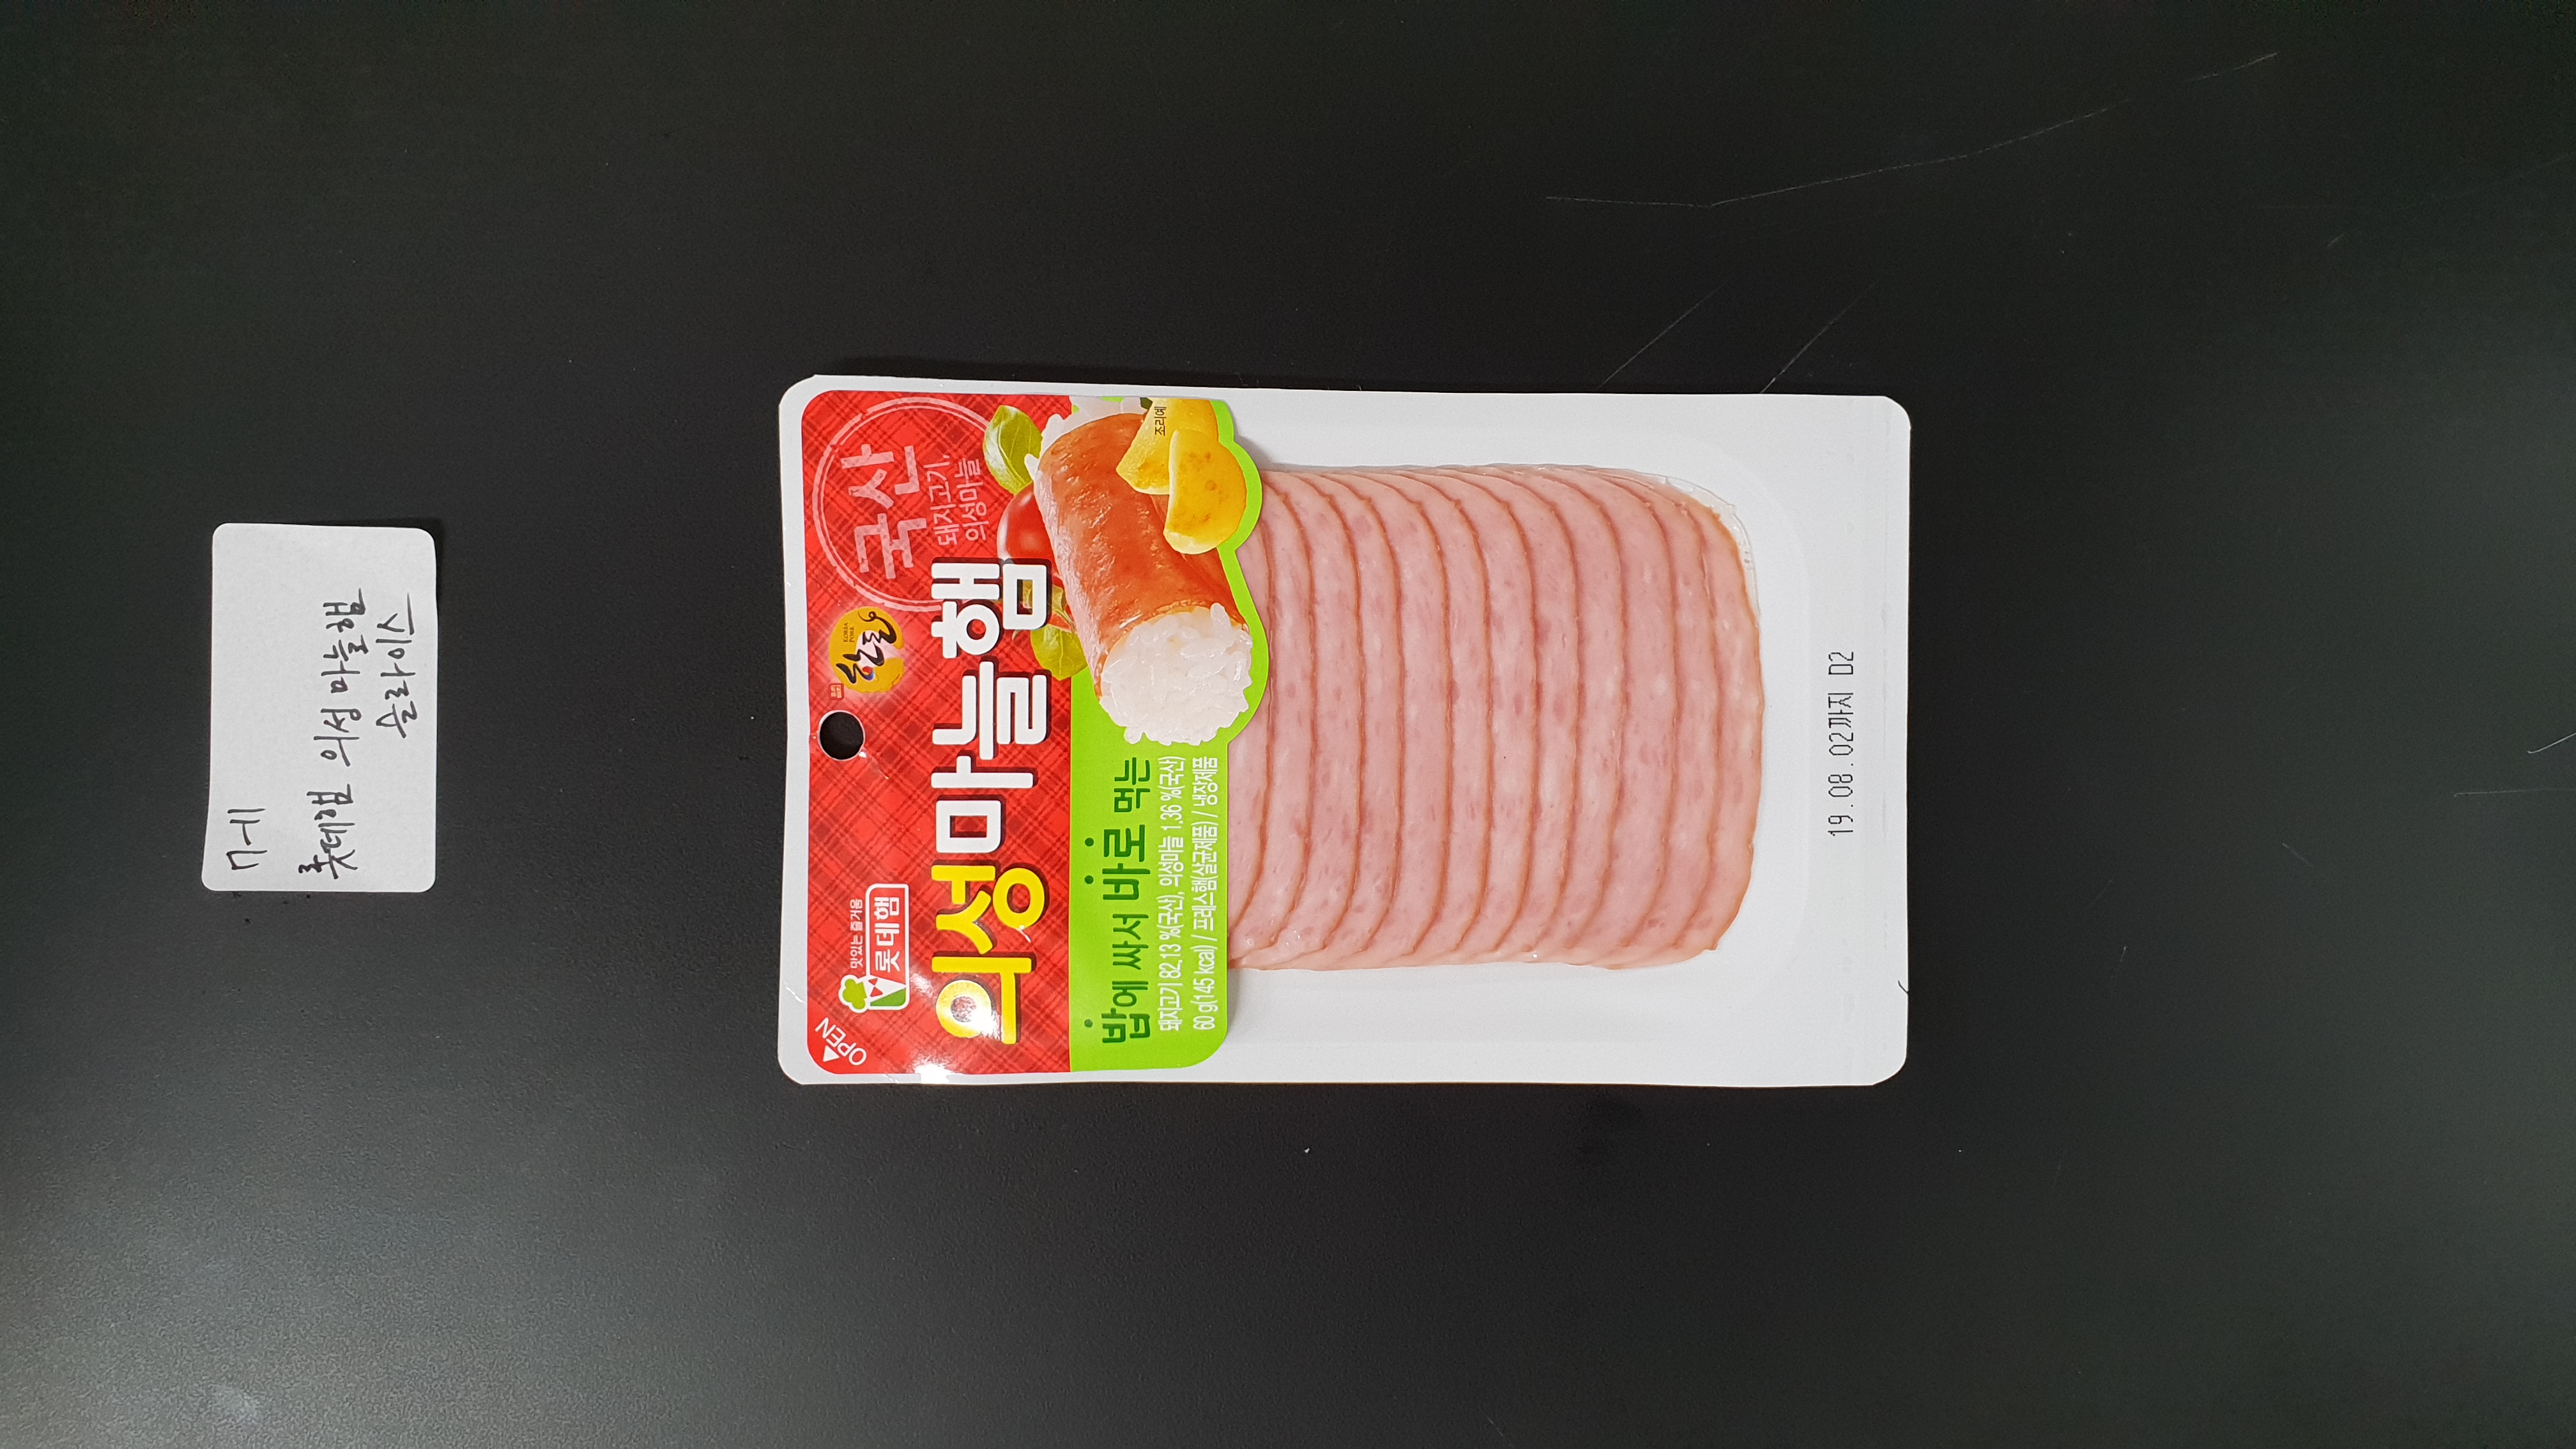 7-11
롯데햄 의성 마늘햄
슬라이스
OPEN
맛있는 즐거움
롯데햄
한돈
KOREA
PORK
국산
돼지고기,
의성마늘
의성마늘햄
밥에 싸서 바로 먹는
돼지고기 82.13 %(국산), 의성마늘 1.36 %(국산)
60 g(145 kcal) / 프레스햄(살균제품) / 냉장제품
조리예
19.08.02까지 D2